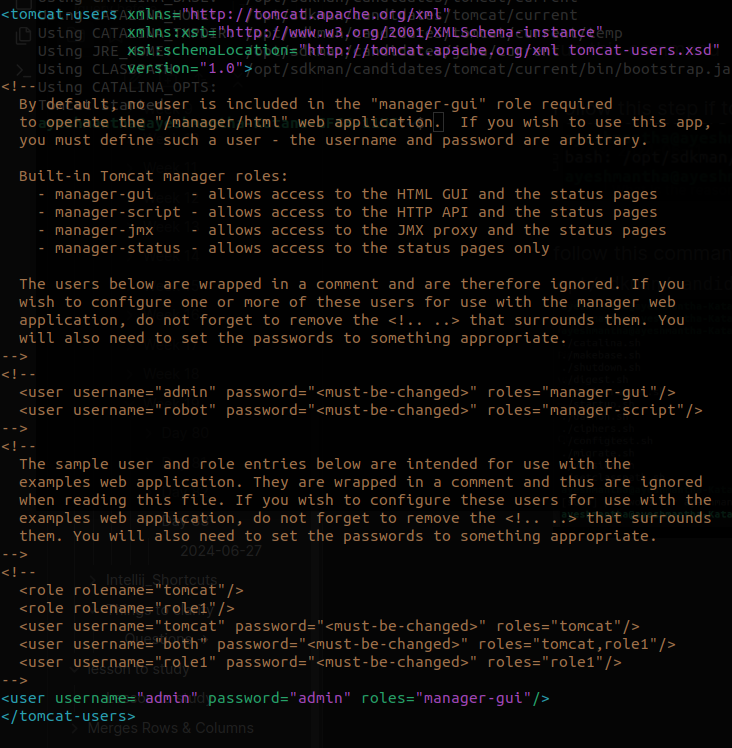 <tomcat-users xmlns="http://tomcat.apache.org/xml"
xmlns:xsi="http://www.w3.org/2001/XMLSchema-instance"
xsi:schemaLocation="http://tomcat.apache.org/xml tomcat-users.xsd"
version="1.0">
<!--
By default, no user is included in the "manager-gui" role required
to operate the "/manager/html" web application.  If you wish to use this app,
you must define such a user - the username and password are arbitrary.
Built-in Tomcat manager roles:
- manager-gui    - allows access to the HTML GUI and the status pages
- manager-script - allows access to the HTTP API and the status pages
- manager-jmx    - allows access to the JMX proxy and the status pages
- manager-status - allows access to the status pages only
The users below are wrapped in a comment and are therefore ignored. If you
wish to configure one or more of these users for use with the manager web
application, do not forget to remove the <!.. ..> that surrounds them. You
will also need to set the passwords to something appropriate.
-->
<!--
<user username="admin" password="<must-be-changed>" roles="manager-gui"/>
<user username="robot" password="<must-be-changed>" roles="manager-script"/>
-->
<!--
The sample user and role entries below are intended for use with the
examples web application. They are wrapped in a comment and thus are ignored
when reading this file. If you wish to configure these users for use with the
examples web application, do not forget to remove the <!.. ..> that surrounds
them. You will also need to set the passwords to something appropriate.
2024-06-27
-->
<!--
Intellij_Shortcuts
<role rolename="tomcat"/>
<role rolename="role1"/>
<user username="tomcat" password="<must-be-changed>" roles="tomcat"/>
<user username="both" password="<must-be-changed>" roles="tomcat,role1"/>
<user username="role1" password="<must-be-changed>" roles="role1"/>
lesson to study
-->
<user username="admin" password="admin" roles="manager-gui"/>
</tomcat-users>
Merges Rows & Columns